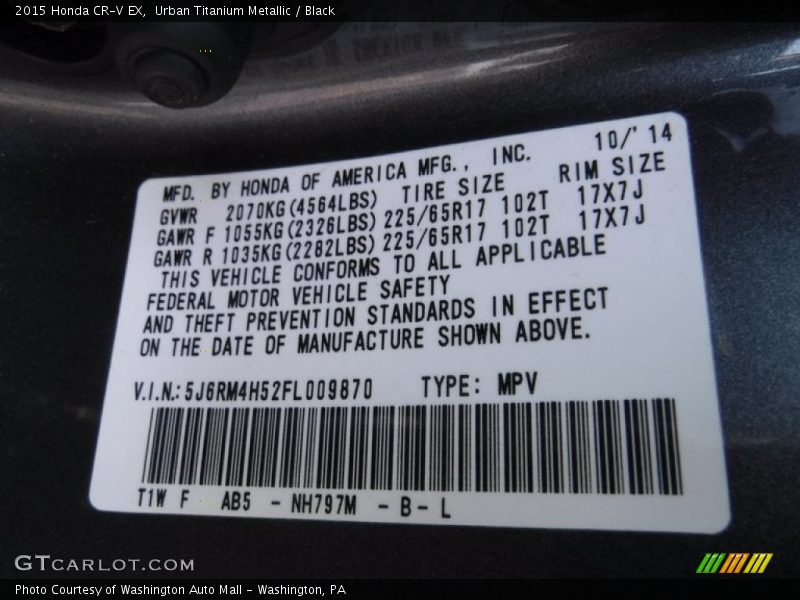 2015 Honda CR-V EX, Urban Titanium Metallic / Black
MFD. BY HONDA OF AMERICA MFG., INC. 10/'14
GVWR 2070KG(4564LBS) TIRE SIZE RIM SIZE
GAWR F 1055KG(2326LBS) 225/65R17 102T 17X7J
GAWR R 1035KG(2282LBS) 225/65R17 102T 17X7J
THIS VEHICLE CONFORMS TO ALL APPLICABLE
FEDERAL MOTOR VEHICLE SAFETY
AND THEFT PREVENTION STANDARDS IN EFFECT
ON THE DATE OF MANUFACTURE SHOWN ABOVE.
V.I.N.: 5J6RM4H52FL009870 TYPE: MPV
T1W F AB5 - NH797M - B - L
GTCARLOT.COM
Photo Courtesy of Washington Auto Mall - Washington, PA